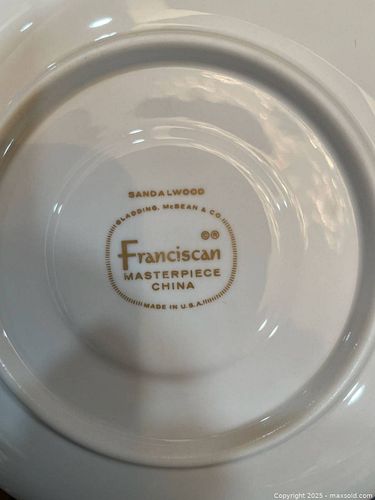 SANDALWOOD
GLADDING, McBEAN & CO.
©®
Franciscan
MASTERPIECE
CHINA
MADE IN U.S.A.
Copyright 2025 - maxsold.com